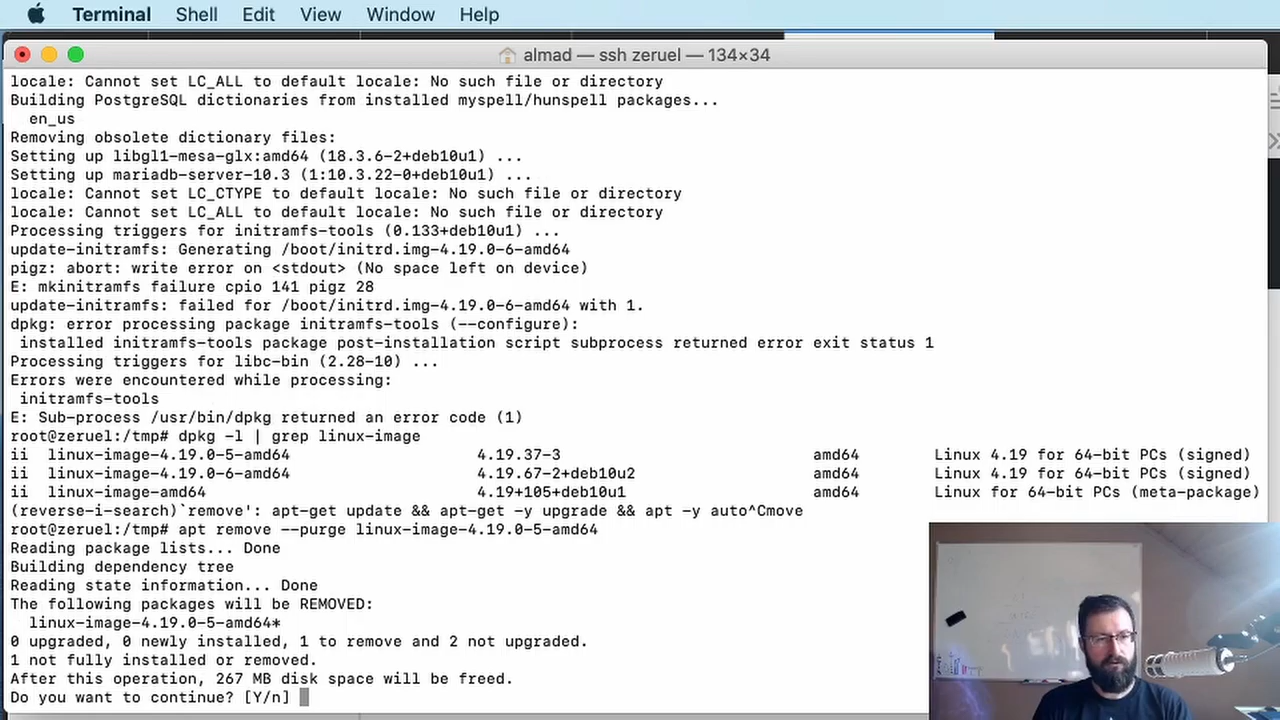 Terminal Shell Edit View Window Help
almad — ssh zeruel — 134×34
locale: Cannot set LC_ALL to default locale: No such file or directory
Building PostgreSQL dictionaries from installed myspell/hunspell packages...
en_us
Removing obsolete dictionary files:
Setting up libgl1-mesa-glx:amd64 (18.3.6-2+deb10u1) ...
Setting up mariadb-server-10.3 (1:10.3.22-0+deb10u1) ...
locale: Cannot set LC_CTYPE to default locale: No such file or directory
locale: Cannot set LC_ALL to default locale: No such file or directory
Processing triggers for initramfs-tools (0.133+deb10u1) ...
update-initramfs: Generating /boot/initrd.img-4.19.0-6-amd64
pigz: abort: write error on <stdout> (No space left on device)
E: mkinitramfs failure cpio 141 pigz 28
update-initramfs: failed for /boot/initrd.img-4.19.0-6-amd64 with 1.
dpkg: error processing package initramfs-tools (--configure):
installed initramfs-tools package post-installation script subprocess returned error exit status 1
Processing triggers for libc-bin (2.28-10) ...
Errors were encountered while processing:
initramfs-tools
E: Sub-process /usr/bin/dpkg returned an error code (1)
root@zeruel:/tmp# dpkg -l | grep linux-image
ii linux-image-4.19.0-5-amd64 4.19.37-3 amd64 Linux 4.19 for 64-bit PCs (signed)
ii linux-image-4.19.0-6-amd64 4.19.67-2+deb10u2 amd64 Linux 4.19 for 64-bit PCs (signed)
ii linux-image-amd64 4.19+105+deb10u1 amd64 Linux for 64-bit PCs (meta-package)
(reverse-i-search)`remove': apt-get update && apt-get -y upgrade && apt -y auto^Cmove
root@zeruel:/tmp# apt remove --purge linux-image-4.19.0-5-amd64
Reading package lists... Done
Building dependency tree
Reading state information... Done
The following packages will be REMOVED:
linux-image-4.19.0-5-amd64*
0 upgraded, 0 newly installed, 1 to remove and 2 not upgraded.
1 not fully installed or removed.
After this operation, 267 MB disk space will be freed.
Do you want to continue? [Y/n]